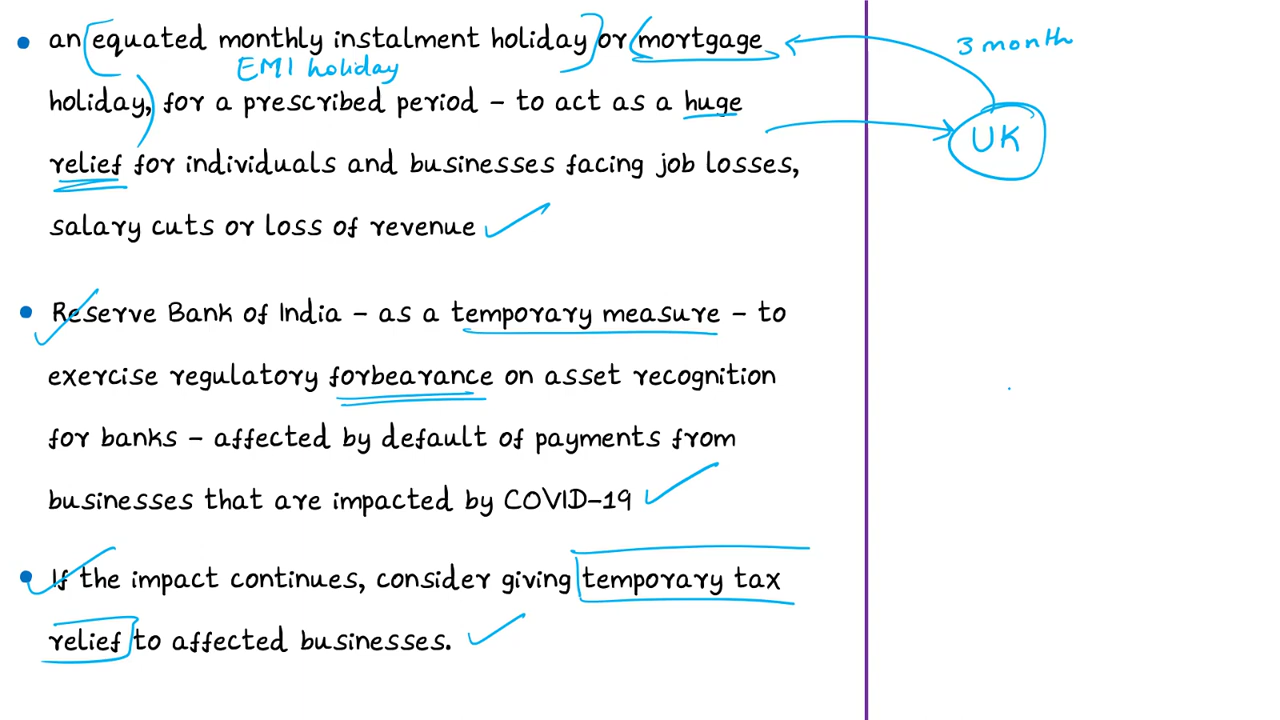 an equated monthly instalment holiday or mortgage
3 month
EMI holiday
holiday, for a prescribed period – to act as a huge
UK
relief for individuals and businesses facing job losses,
salary cuts or loss of revenue
Reserve Bank of India – as a temporary measure – to
exercise regulatory forbearance on asset recognition
for banks – affected by default of payments from
businesses that are impacted by COVID-19
If the impact continues, consider giving temporary tax
relief to affected businesses.